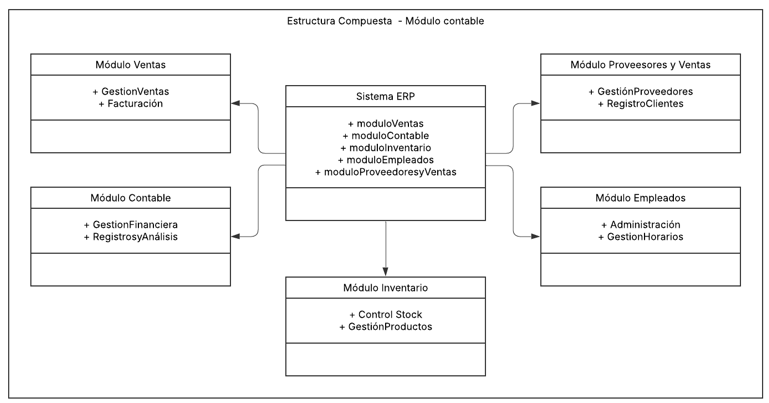 Estructura Compuesta - Módulo contable
Módulo Ventas
+ GestionVentas
+ Facturación
Sistema ERP
+ moduloVentas
+ moduloContable
+ moduloInventario
+ moduloEmpleados
+ moduloProveedoresyVentas
Módulo Proveesores y Ventas
+ GestiónProveedores
+ RegistroClientes
Módulo Contable
+ GestionFinanciera
+ RegistrosyAnálisis
Módulo Empleados
+ Administración
+ GestionHorarios
Módulo Inventario
+ Control Stock
+ GestiónProductos